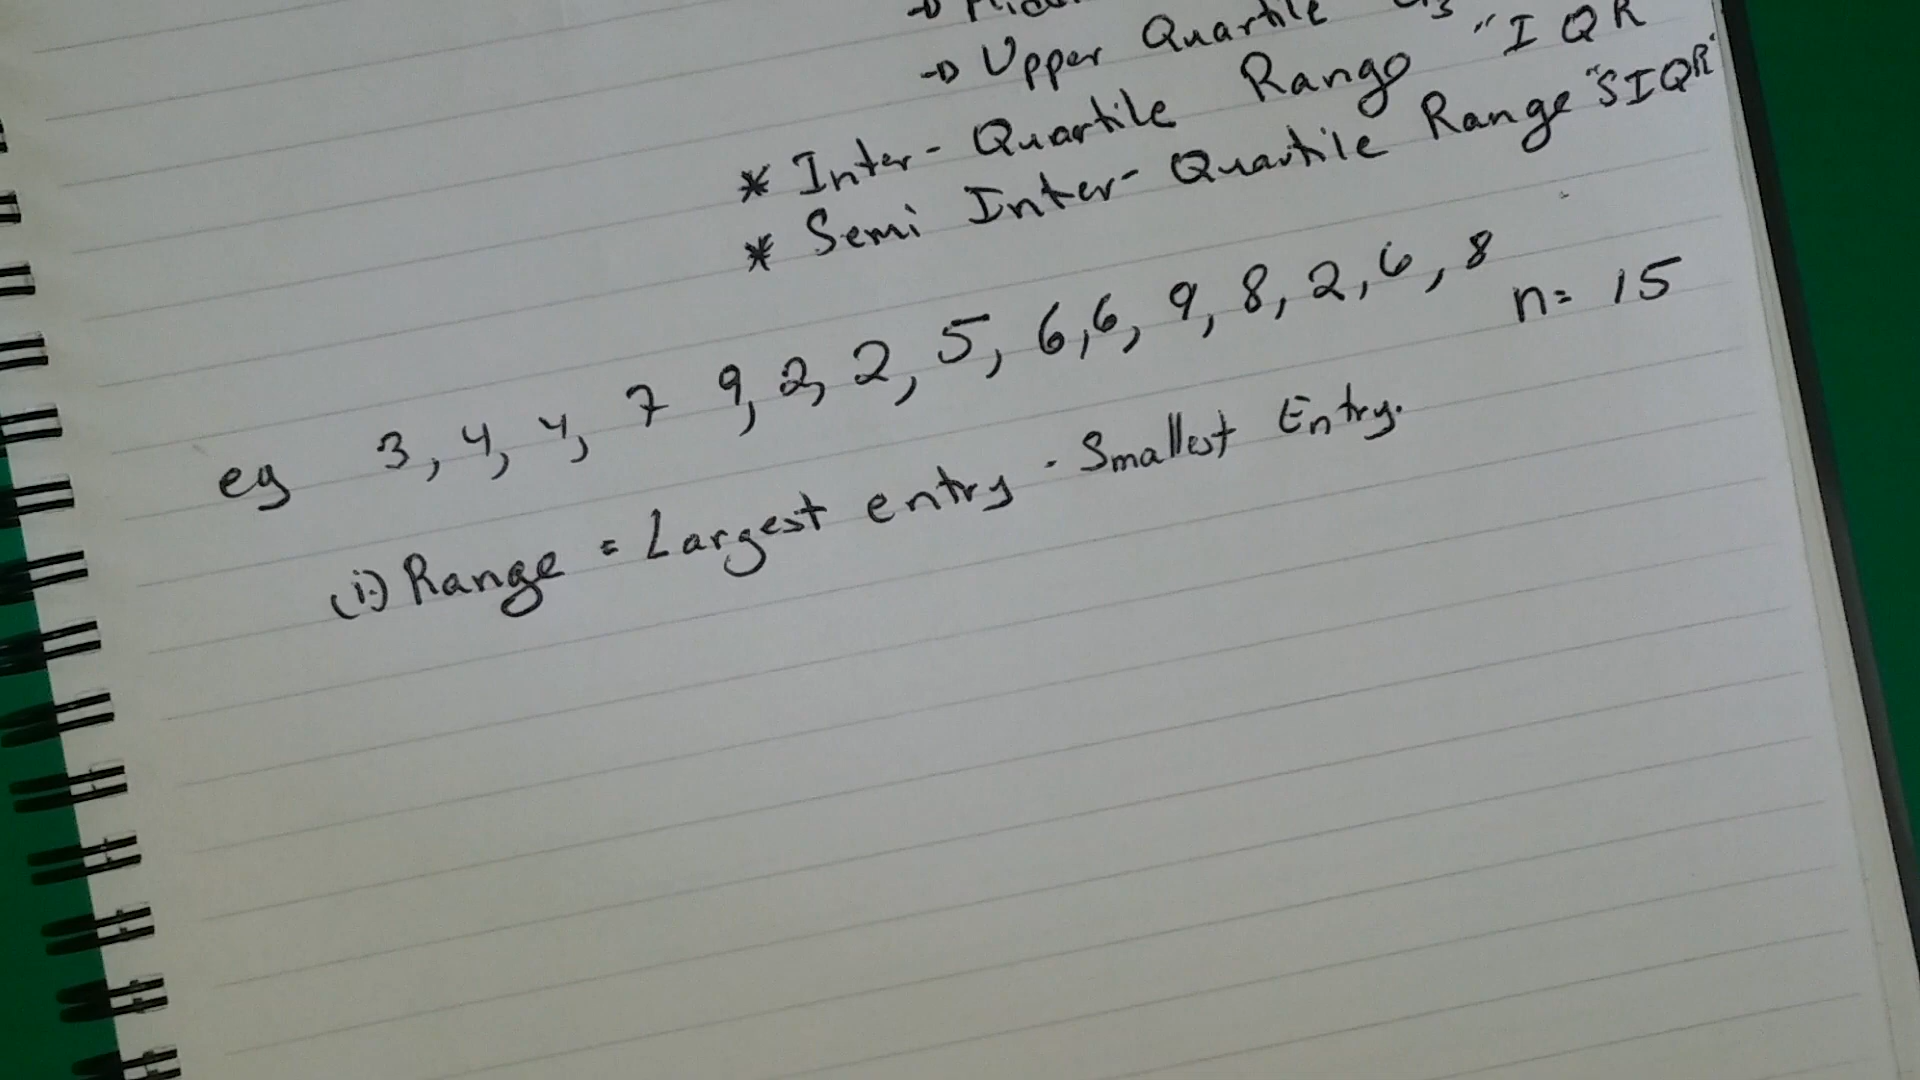 → Upper Quartile
* Inter-Quartile Range "IQR
* Semi Inter-Quartile Range "SIQR"
eg 3, 4, 4, 7 9, 2, 2, 5, 6, 6, 9, 8, 2, 6, 8 n= 15
(i) Range = Largest entry - Smallest Entry.